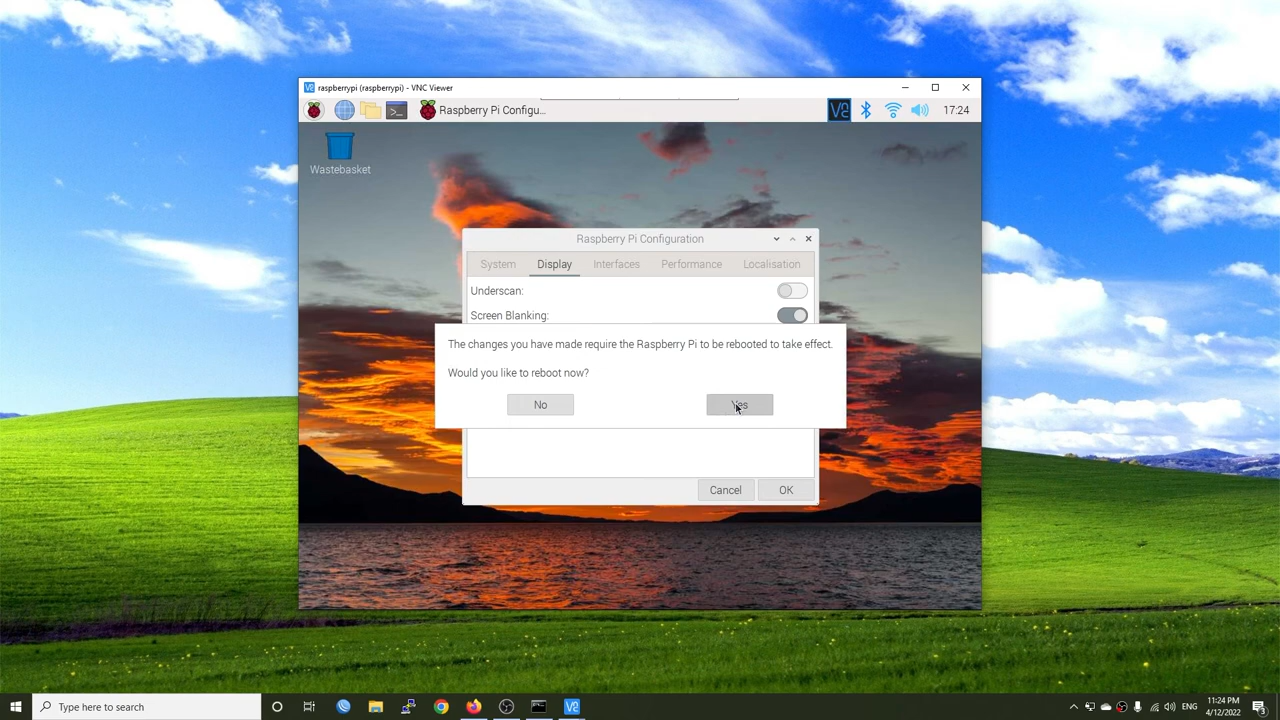 raspberrypi (raspberrypi) - VNC Viewer
Raspberry Pi Configu...
17:24
Wastebasket
Raspberry Pi Configuration
System Display Interfaces Performance Localisation
Underscan:
Screen Blanking:
The changes you have made require the Raspberry Pi to be rebooted to take effect.
Would you like to reboot now?
No Yes
Cancel OK
Type here to search
ENG
11:24 PM
4/12/2022